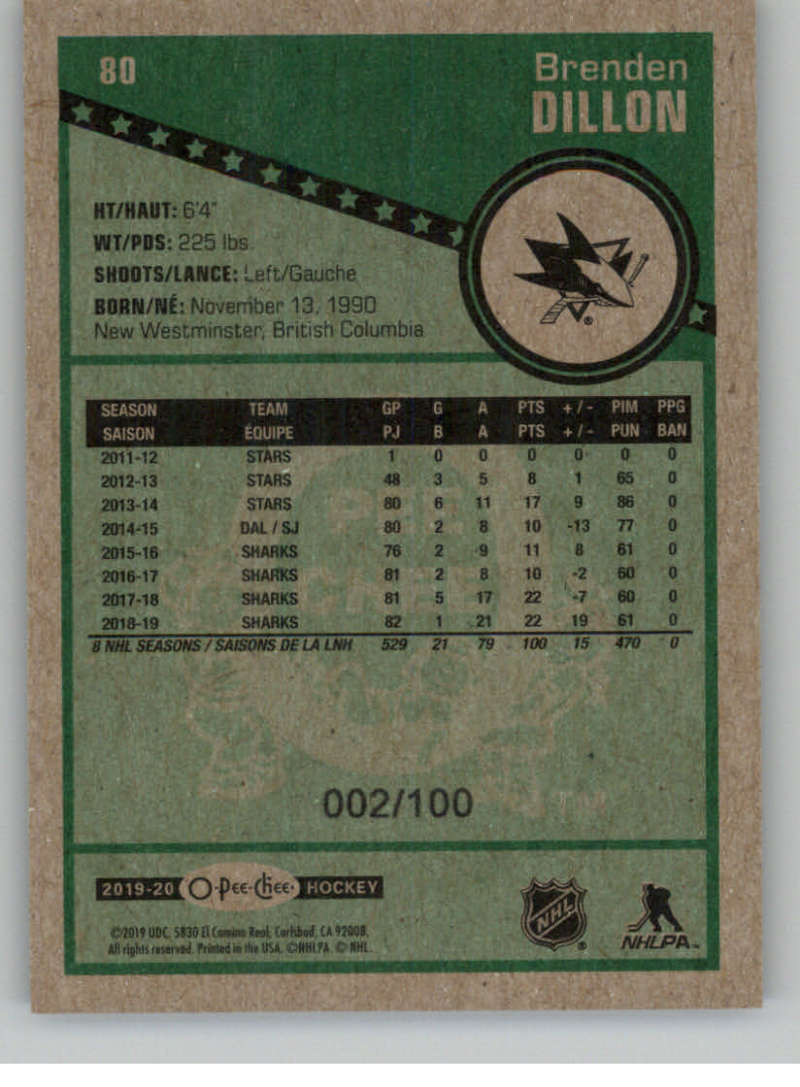 80
Brenden
DILLON
HT/HAUT: 6'4"
WT/PDS: 225 lbs.
SHOOTS/LANCE: Left/Gauche
BORN/NÉ: November 13, 1990
New Westminster, British Columbia
®
SEASON TEAM GP G A PTS +/- PIM PPG
SAISON ÉQUIPE PJ B A PTS +/- PUN BAN
2011-12 STARS 1 0 0 0 0 0 0
2012-13 STARS 48 3 5 8 1 65 0
2013-14 STARS 80 6 11 17 9 86 0
2014-15 DAL / SJ 80 2 8 10 -13 77 0
2015-16 SHARKS 76 2 9 11 8 61 0
2016-17 SHARKS 81 2 8 10 -2 60 0
2017-18 SHARKS 81 5 17 22 -7 60 0
2018-19 SHARKS 82 1 21 22 19 61 0
8 NHL SEASONS / SAISONS DE LA LNH 529 21 79 100 15 470 0
002/100
2019-20 O-Pee-Chee® HOCKEY
©2019 UDC, 5830 El Camino Real, Carlsbad, CA 92008.
All rights reserved. Printed in the USA. ©NHLPA. © NHL.
NHL ®
NHLPA™